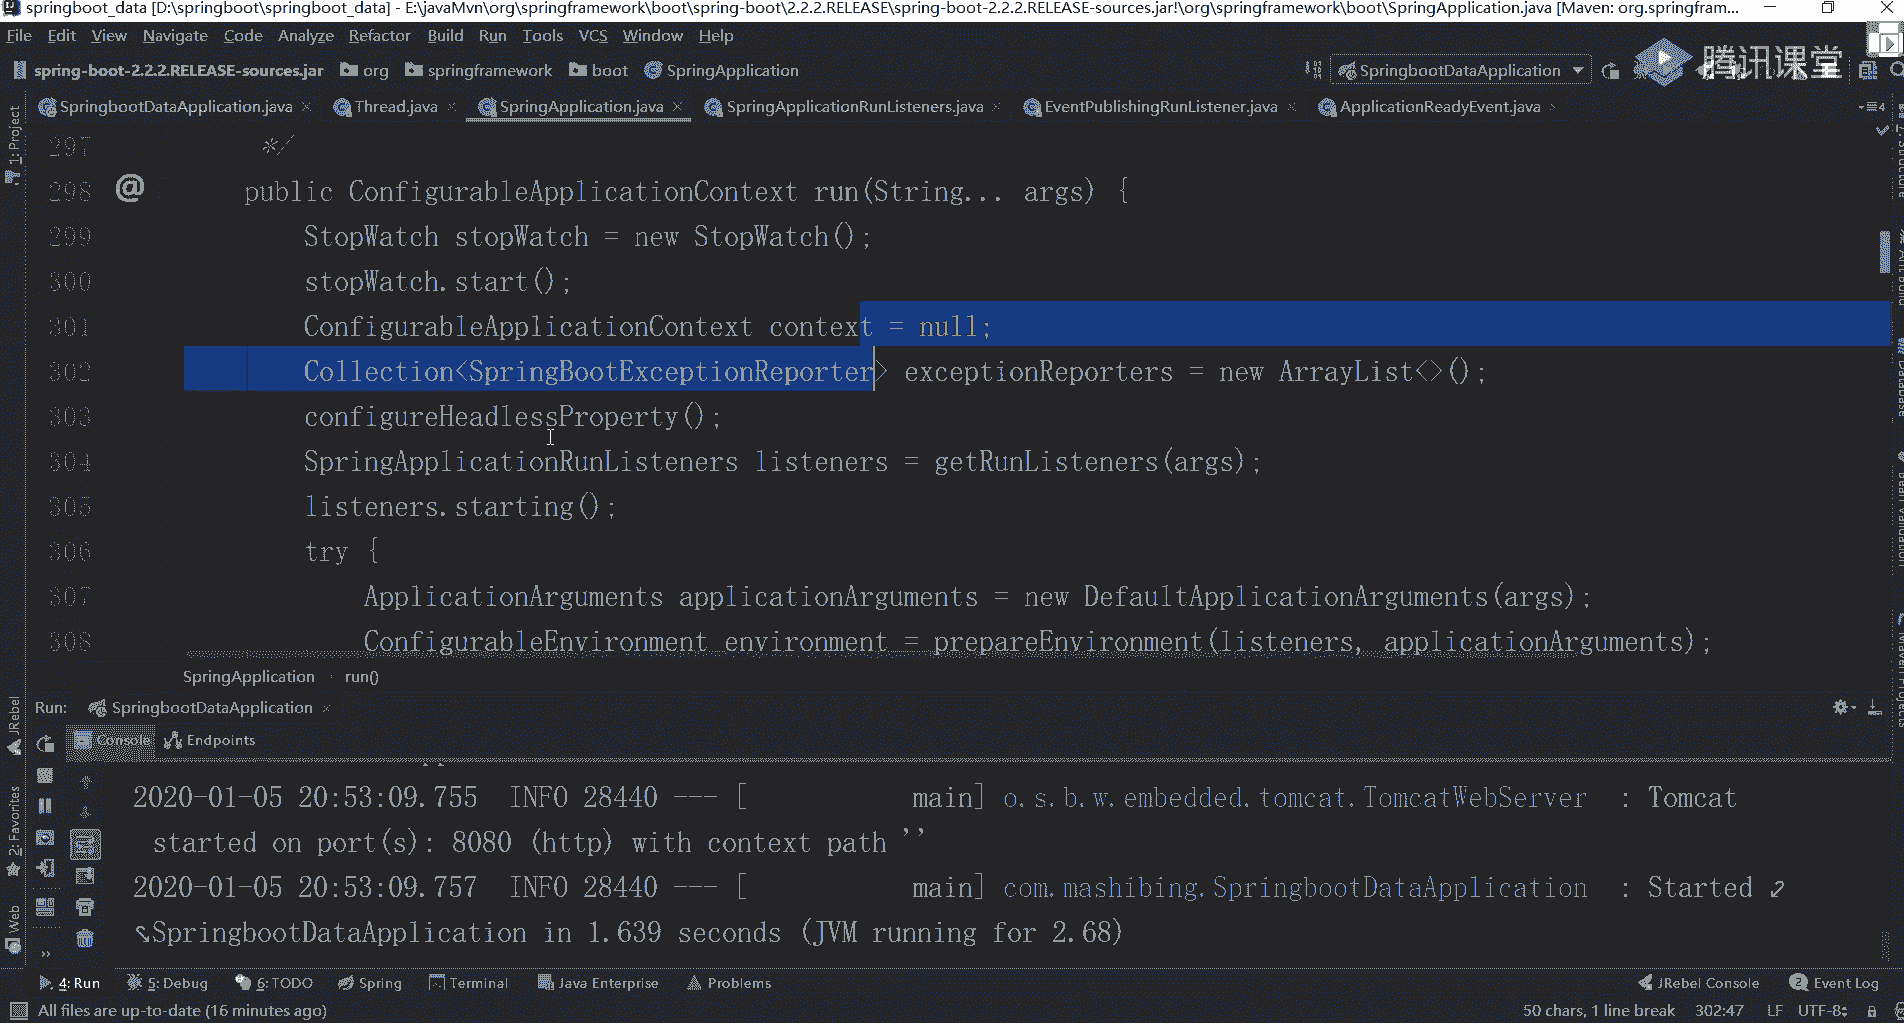 springboot_data [D:\springboot\springboot_data] - E:\javaMvn\org\springframework\boot\spring-boot\2.2.2.RELEASE\spring-boot-2.2.2.RELEASE-sources.jar!\org\springframework\boot\SpringApplication.java [Maven: org.springfram...
File Edit View Navigate Code Analyze Refactor Build Run Tools VCS Window Help
spring-boot-2.2.2.RELEASE-sources.jar org springframework boot SpringApplication
SpringbootDataApplication
腾讯课堂
SpringbootDataApplication.java Thread.java SpringApplication.java SpringApplicationRunListeners.java EventPublishingRunListener.java ApplicationReadyEvent.java
1: Project
297 */
298 @ public ConfigurableApplicationContext run(String... args) {
299 StopWatch stopWatch = new StopWatch();
300 stopWatch.start();
301 ConfigurableApplicationContext context = null;
302 Collection<SpringBootExceptionReporter> exceptionReporters = new ArrayList<>();
303 configureHeadlessProperty();
304 SpringApplicationRunListeners listeners = getRunListeners(args);
305 listeners.starting();
306 try {
307 ApplicationArguments applicationArguments = new DefaultApplicationArguments(args);
308 ConfigurableEnvironment environment = prepareEnvironment(listeners, applicationArguments);
SpringApplication run()
Run: SpringbootDataApplication
JRebel
Console Endpoints
2: Favorites
Web
2020-01-05 20:53:09.755 INFO 28440 --- [ main] o.s.b.w.embedded.tomcat.TomcatWebServer : Tomcat
started on port(s): 8080 (http) with context path ''
2020-01-05 20:53:09.757 INFO 28440 --- [ main] com.mashibing.SpringbootDataApplication : Started
SpringbootDataApplication in 1.639 seconds (JVM running for 2.68)
4: Run 5: Debug 6: TODO Spring Terminal Java Enterprise Problems JRebel Console 2 Event Log
All files are up-to-date (16 minutes ago) 50 chars, 1 line break 302:47 LF UTF-8